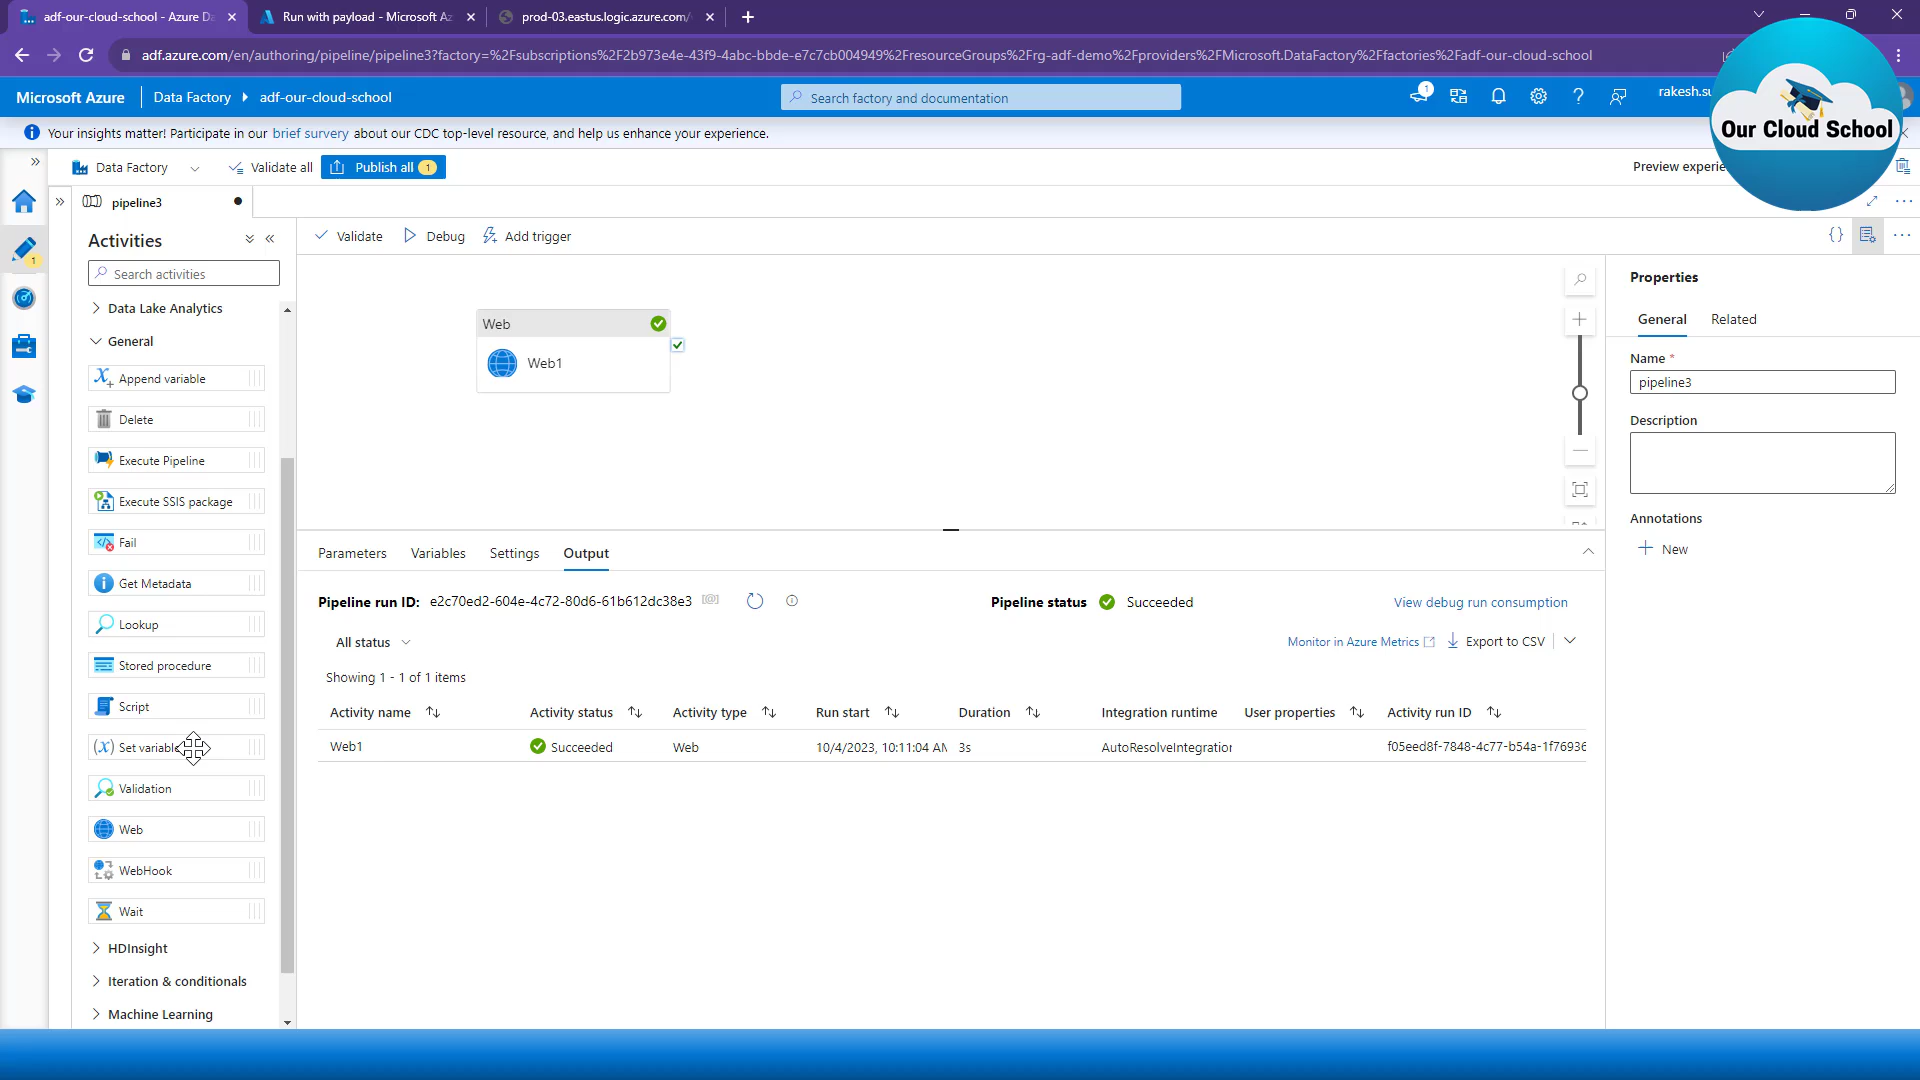 adf-our-cloud-school - Azure Da
Run with payload - Microsoft Az
prod-03.eastus.logic.azure.com/
adf.azure.com/en/authoring/pipeline/pipeline3?factory=%2Fsubscriptions%2F2b973e4e-43f9-4abc-bbde-e7c7cb004949%2FresourceGroups%2Frg-adf-demo%2Fproviders%2FMicrosoft.DataFactory%2Ffactories%2Fadf-our-cloud-school
Microsoft Azure
Data Factory
adf-our-cloud-school
Search factory and documentation
1
rakesh.su
Our Cloud School
Your insights matter! Participate in our brief survey about our CDC top-level resource, and help us enhance your experience.
Data Factory
Validate all
Publish all 1
Preview experie
pipeline3
1
Activities
Search activities
Data Lake Analytics
General
Append variable
Delete
Execute Pipeline
Execute SSIS package
Fail
Get Metadata
Lookup
Stored procedure
Script
Set variable
Validation
Web
WebHook
Wait
HDInsight
Iteration & conditionals
Machine Learning
Validate
Debug
Add trigger
Web
Web1
Parameters
Variables
Settings
Output
Pipeline run ID: e2c70ed2-604e-4c72-80d6-61b612dc38e3
Pipeline status Succeeded
View debug run consumption
All status
Monitor in Azure Metrics
Export to CSV
Showing 1 - 1 of 1 items
Activity name
Activity status
Activity type
Run start
Duration
Integration runtime
User properties
Activity run ID
Web1
Succeeded
Web
10/4/2023, 10:11:04 AM
3s
AutoResolveIntegration
f05eed8f-7848-4c77-b54a-1f76936
Properties
General
Related
Name *
pipeline3
Description
Annotations
New